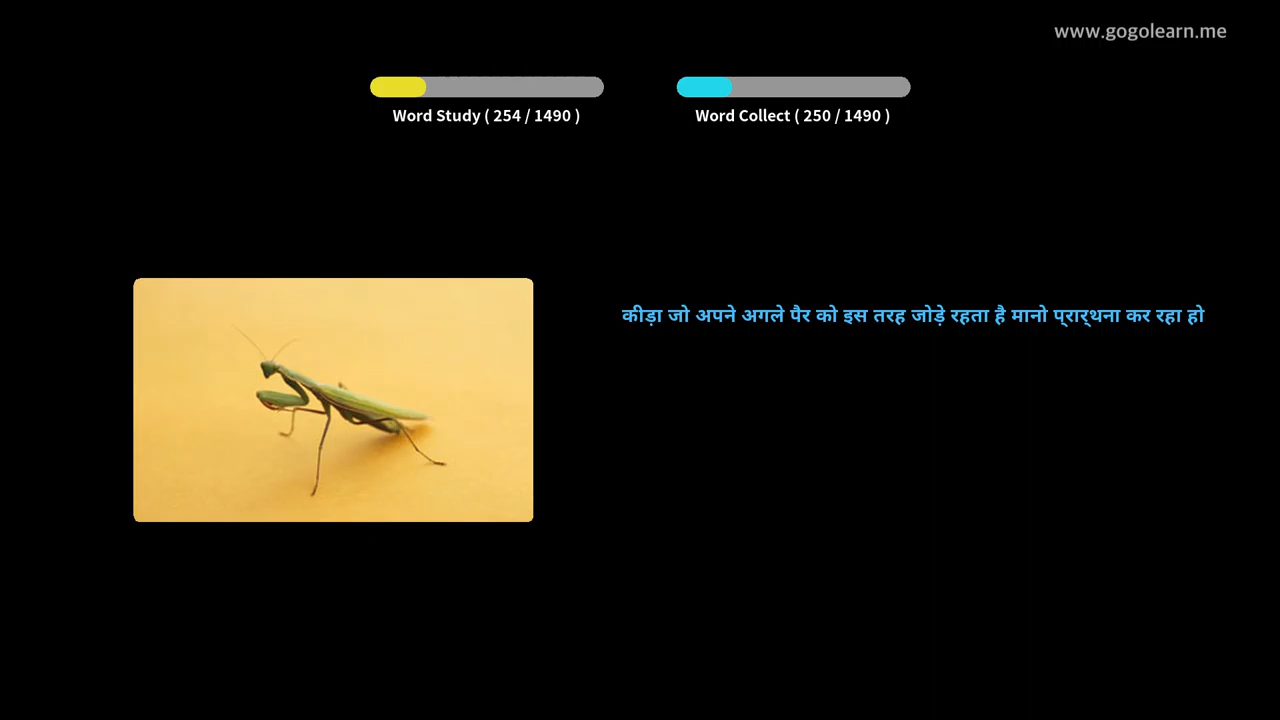 www.gogolearn.me
Word Study ( 254 / 1490 )
Word Collect ( 250 / 1490 )
कीड़ा जो अपने अगले पैर को इस तरह जोड़े रहता है मानो प्रार्थना कर रहा हो